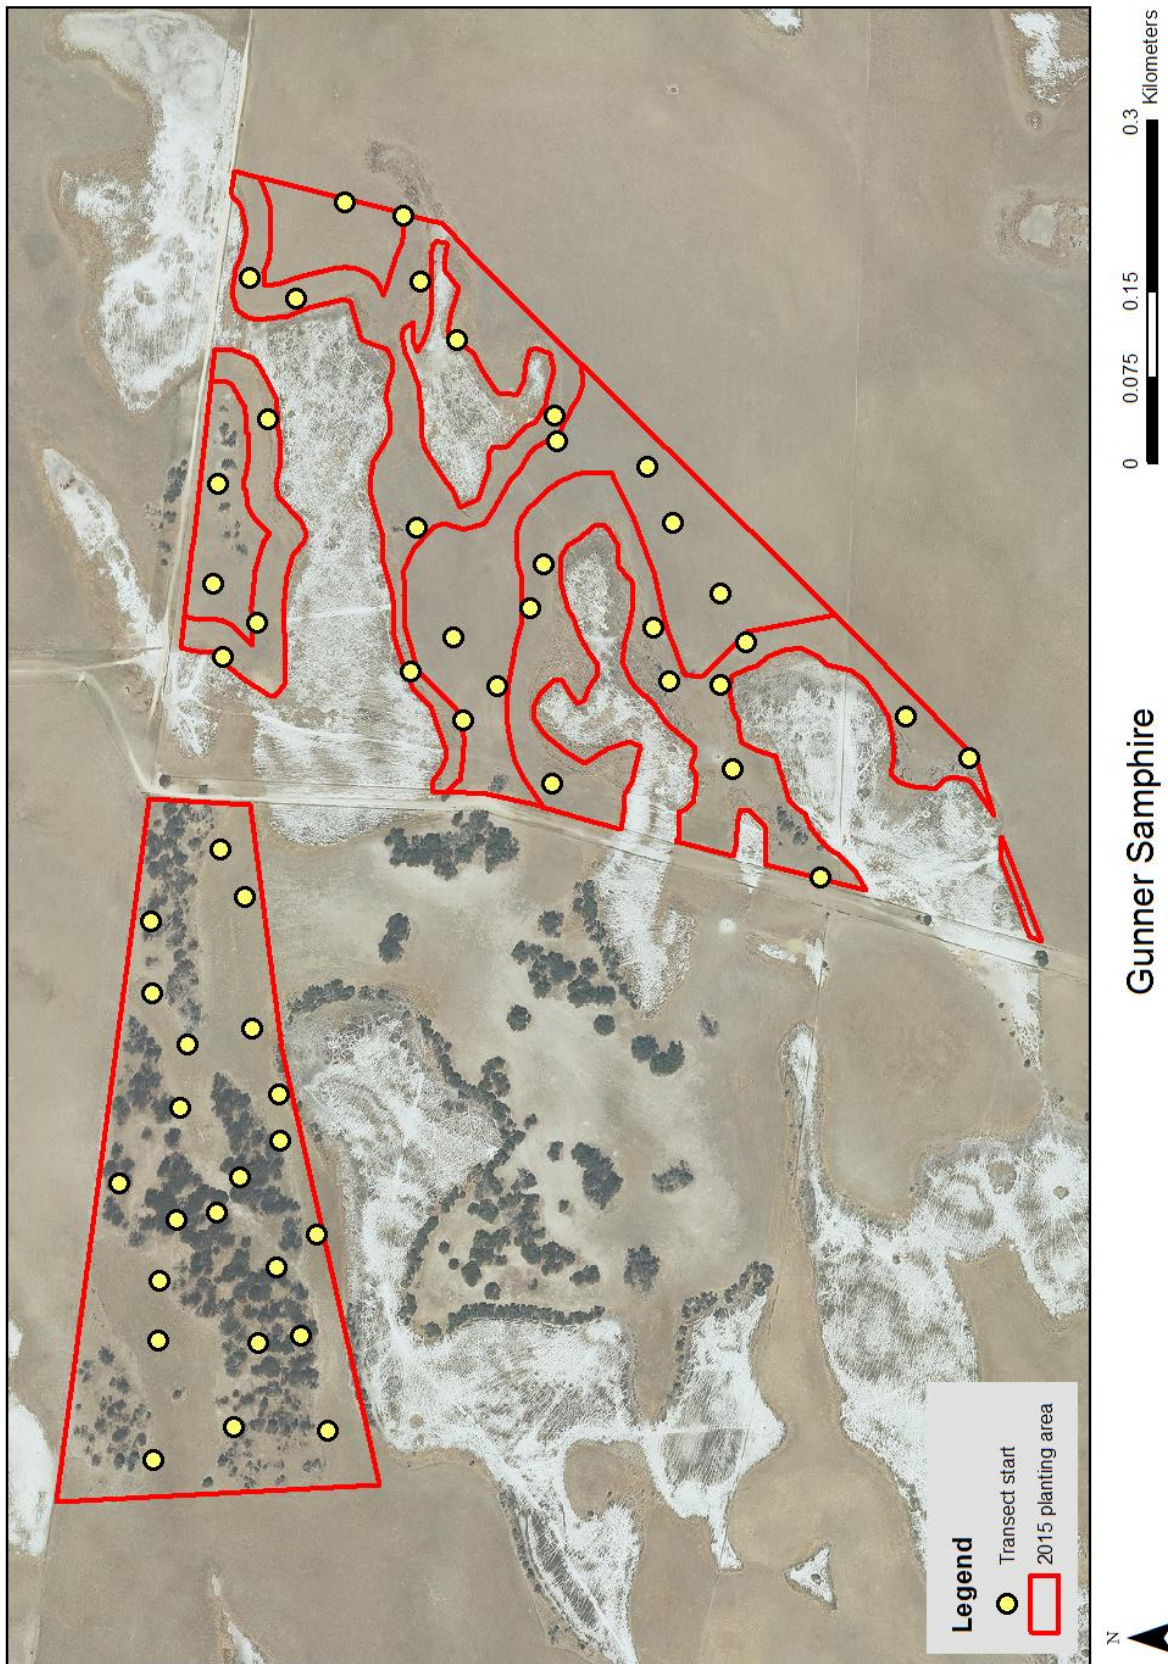 Legend
Transect start
2015 planting area
Gunner Samphire
N
0 0.075 0.15 0.3
Kilometers